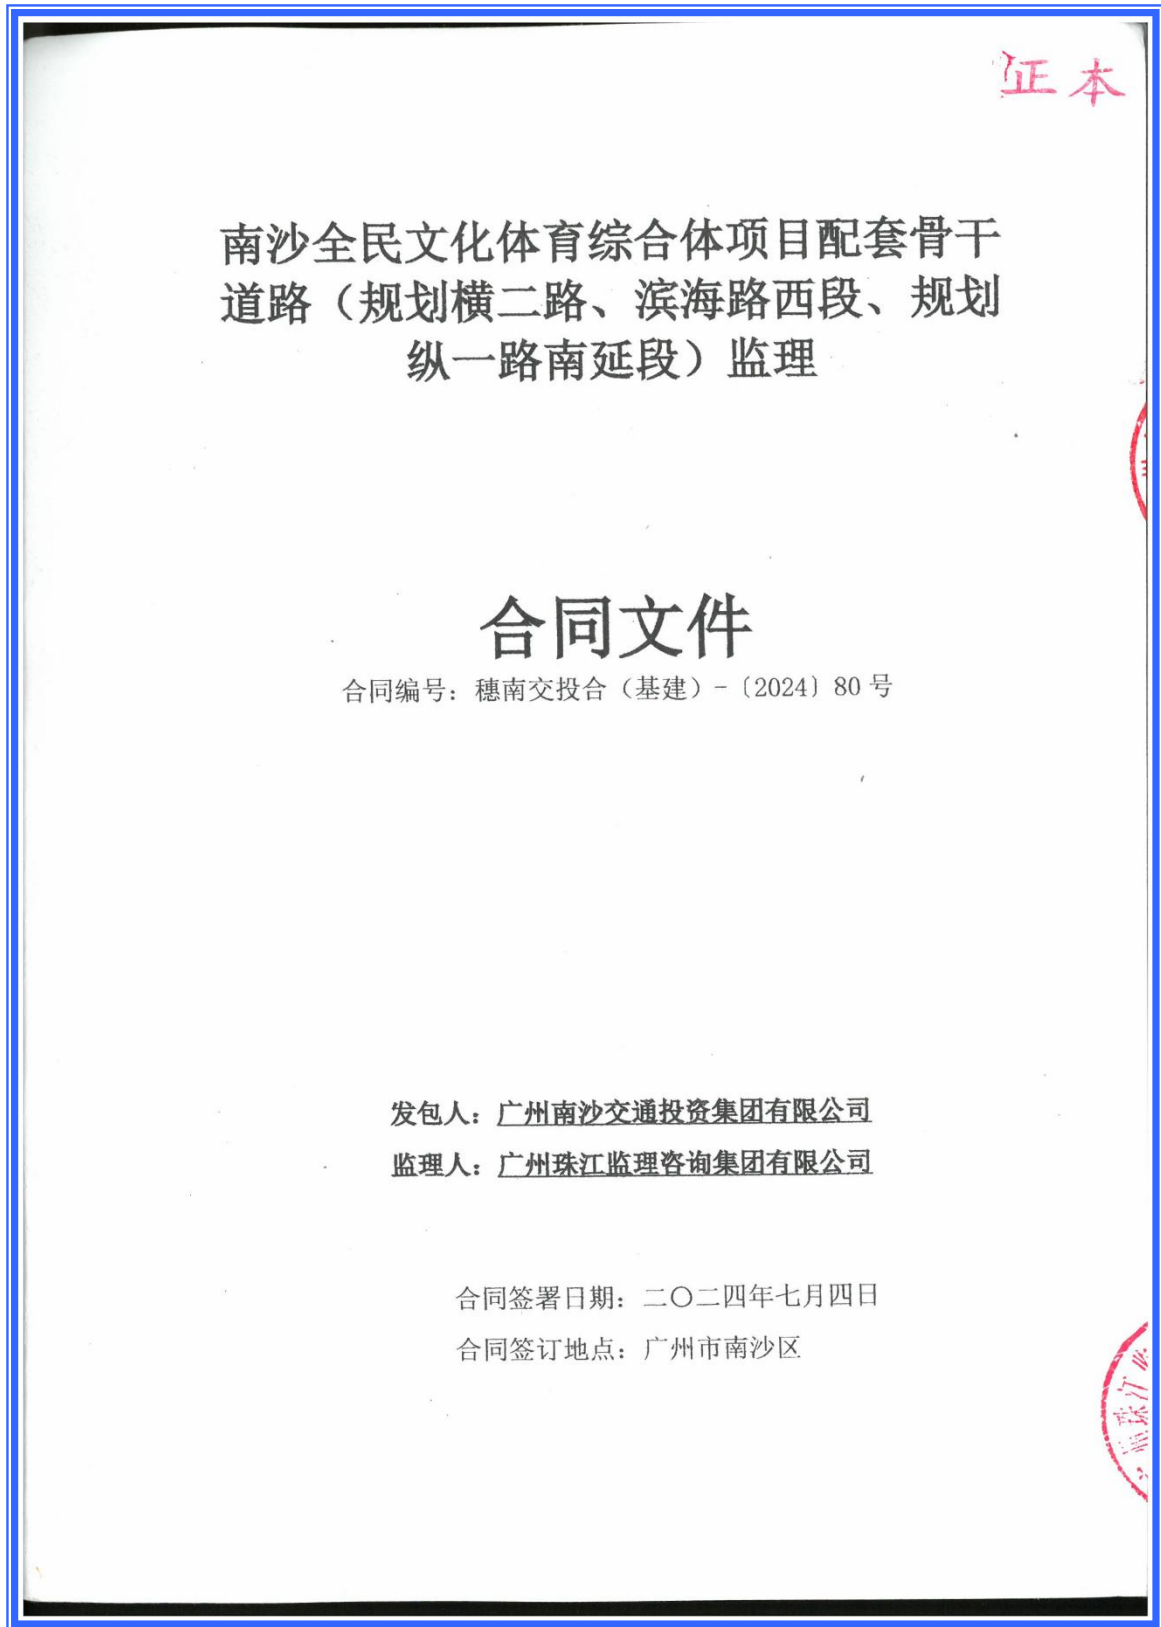 正本
南沙全民文化体育综合体项目配套骨干
道路（规划横二路、滨海路西段、规划
纵一路南延段）监理
合同文件
合同编号：穗南交投合（基建）-〔2024〕80号
发包人：广州南沙交通投资集团有限公司
监理人：广州珠江监理咨询集团有限公司
合同签署日期：二〇二四年七月四日
合同签订地点：广州市南沙区
珠江